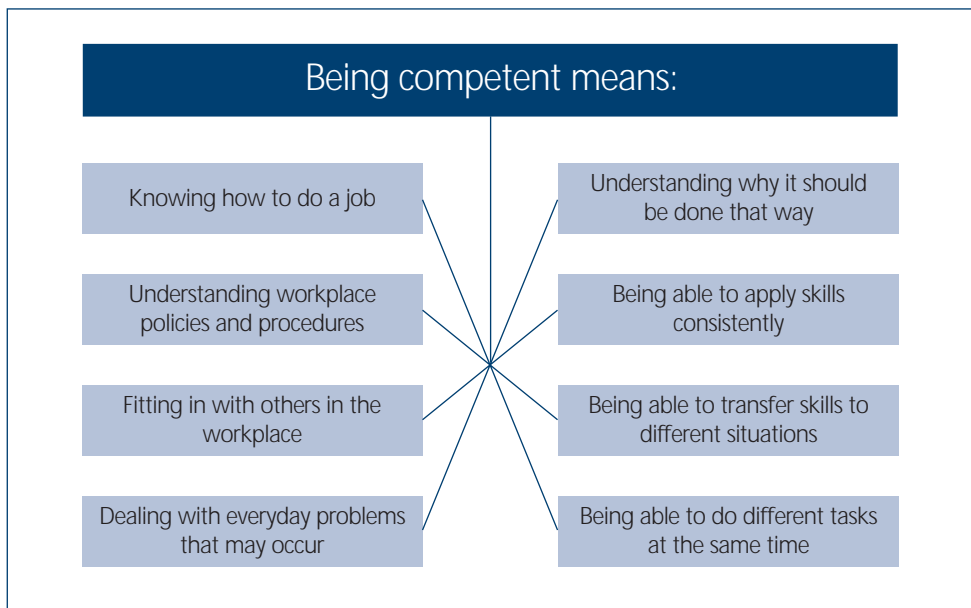 Being competent means:
Knowing how to do a job
Understanding why it should
be done that way
Understanding workplace
policies and procedures
Being able to apply skills
consistently
Fitting in with others in the
workplace
Being able to transfer skills to
different situations
Dealing with everyday problems
that may occur
Being able to do different tasks
at the same time